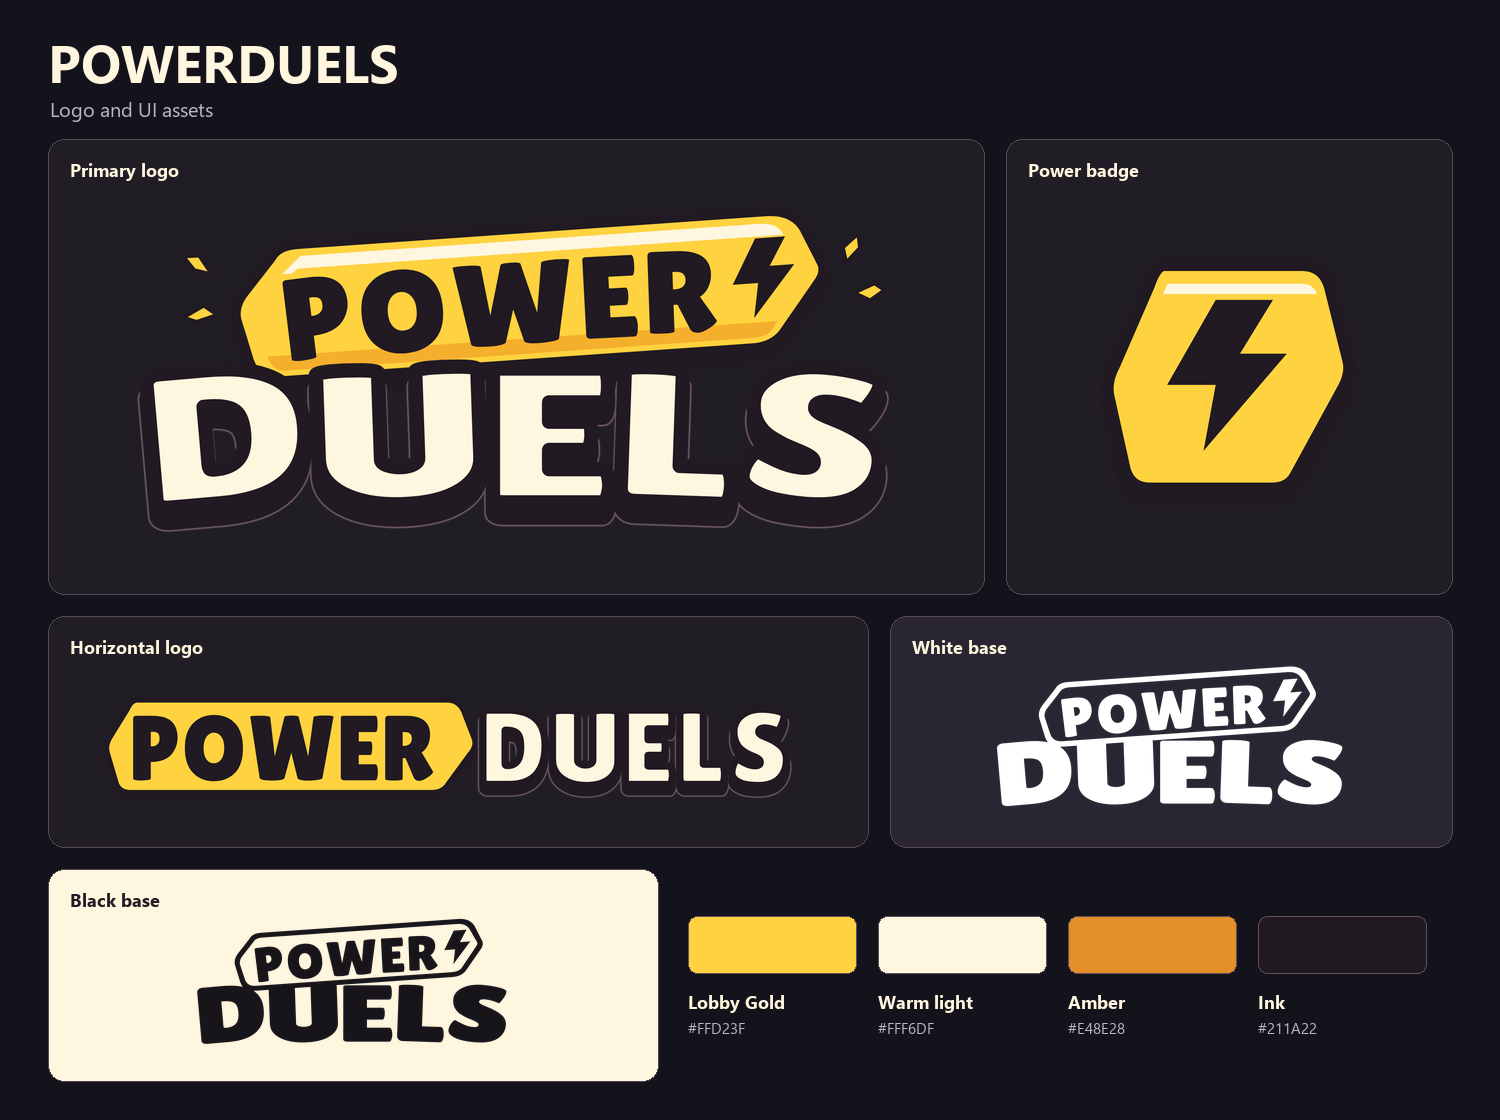 POWERDUELS
Logo and UI assets
Primary logo
POWER
DUELS
Power badge
Horizontal logo
POWER DUELS
White base
POWER
DUELS
Black base
POWER
DUELS
Lobby Gold
#FFD23F
Warm light
#FFF6DF
Amber
#E48E28
Ink
#211A22